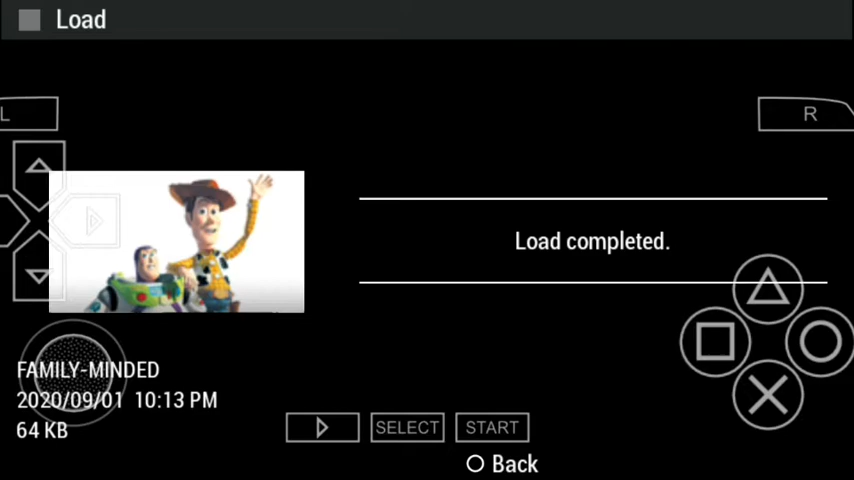 Load
L
R
Load completed.
FAMILY-MINDED
2020/09/01 10:13 PM
64 KB
SELECT
START
Back